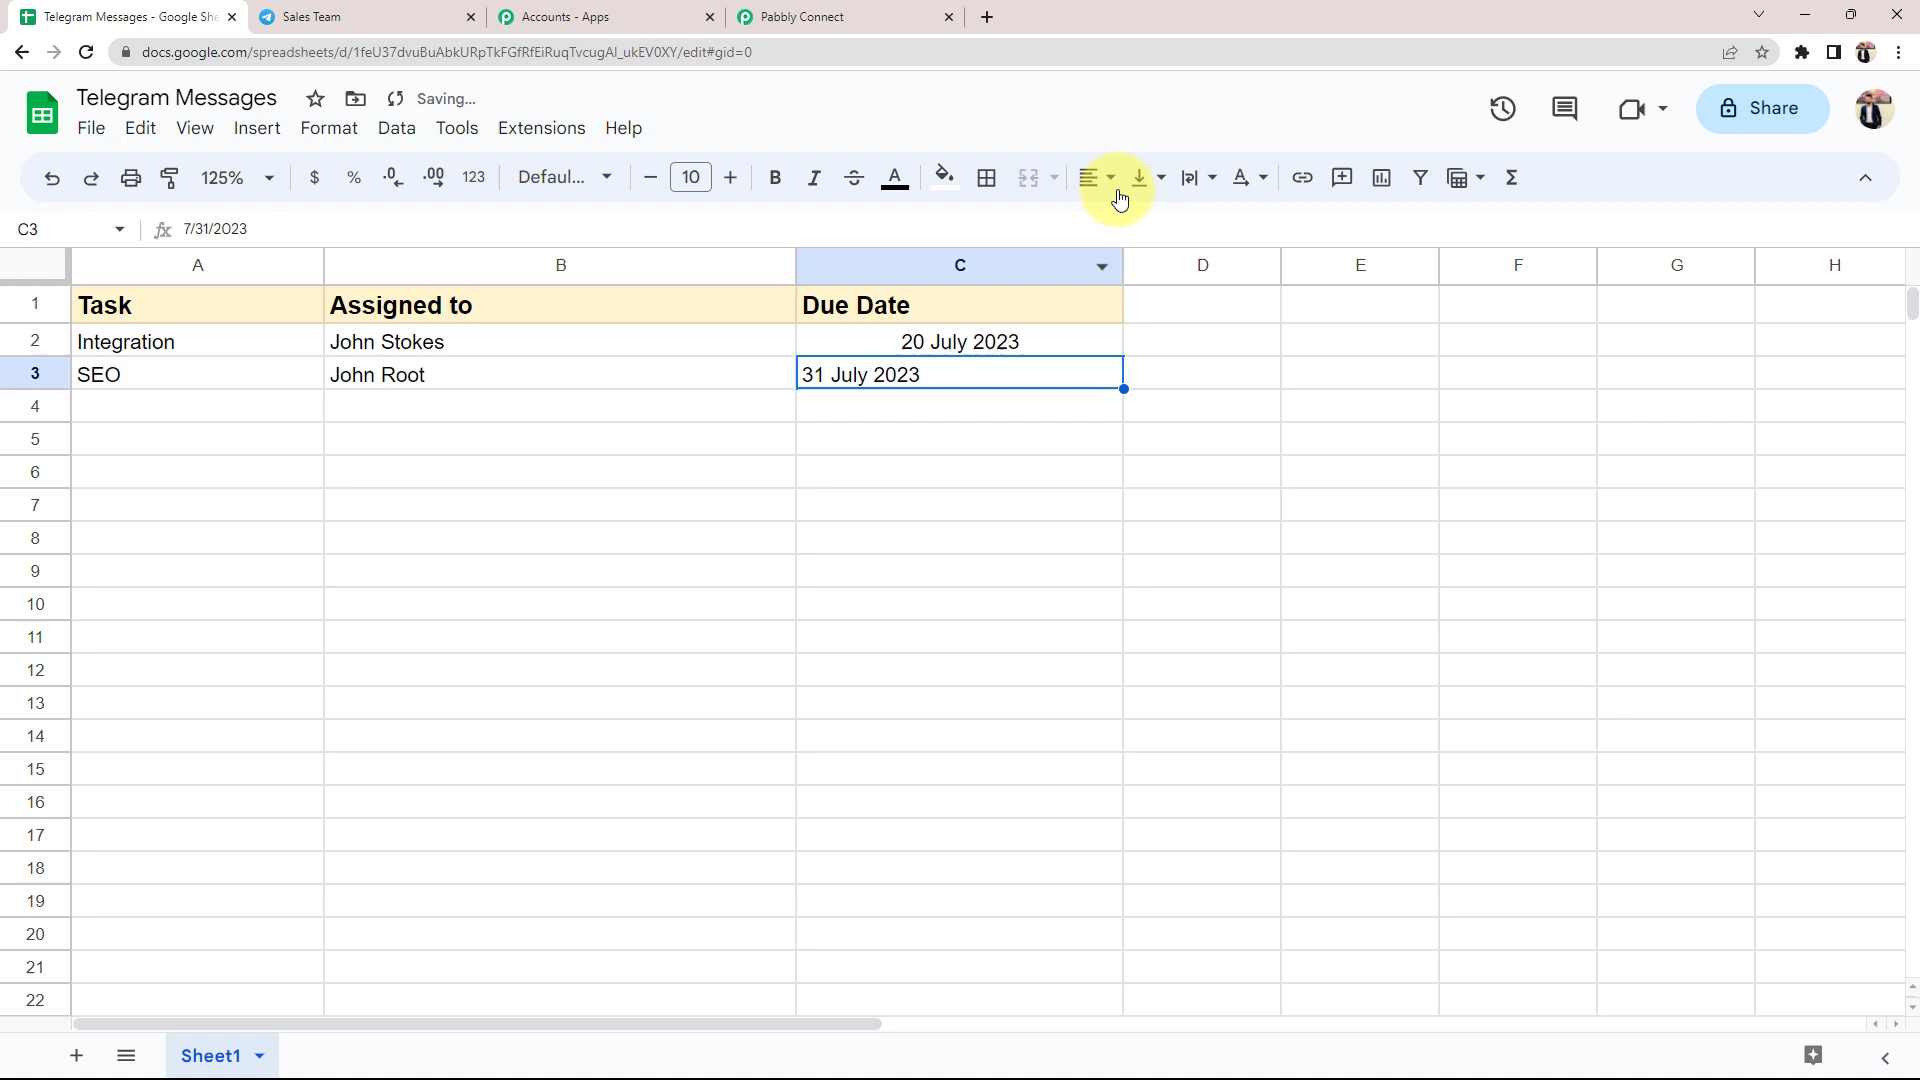 Telegram Messages - Google She
Sales Team
Accounts - Apps
Pabbly Connect
docs.google.com/spreadsheets/d/1feU37dvuBuAbkURpTkFGfRfEiRuqTvcugAI_ukEV0XY/edit#gid=0
Telegram Messages Saving...
File Edit View Insert Format Data Tools Extensions Help
Share
125% $ % .0 .00 123 Defaul... 10 B I A
C3 fx 7/31/2023
A B C D E F G H
1 Task Assigned to Due Date
2 Integration John Stokes 20 July 2023
3 SEO John Root 31 July 2023
4
5
6
7
8
9
10
11
12
13
14
15
16
17
18
19
20
21
22
Sheet1